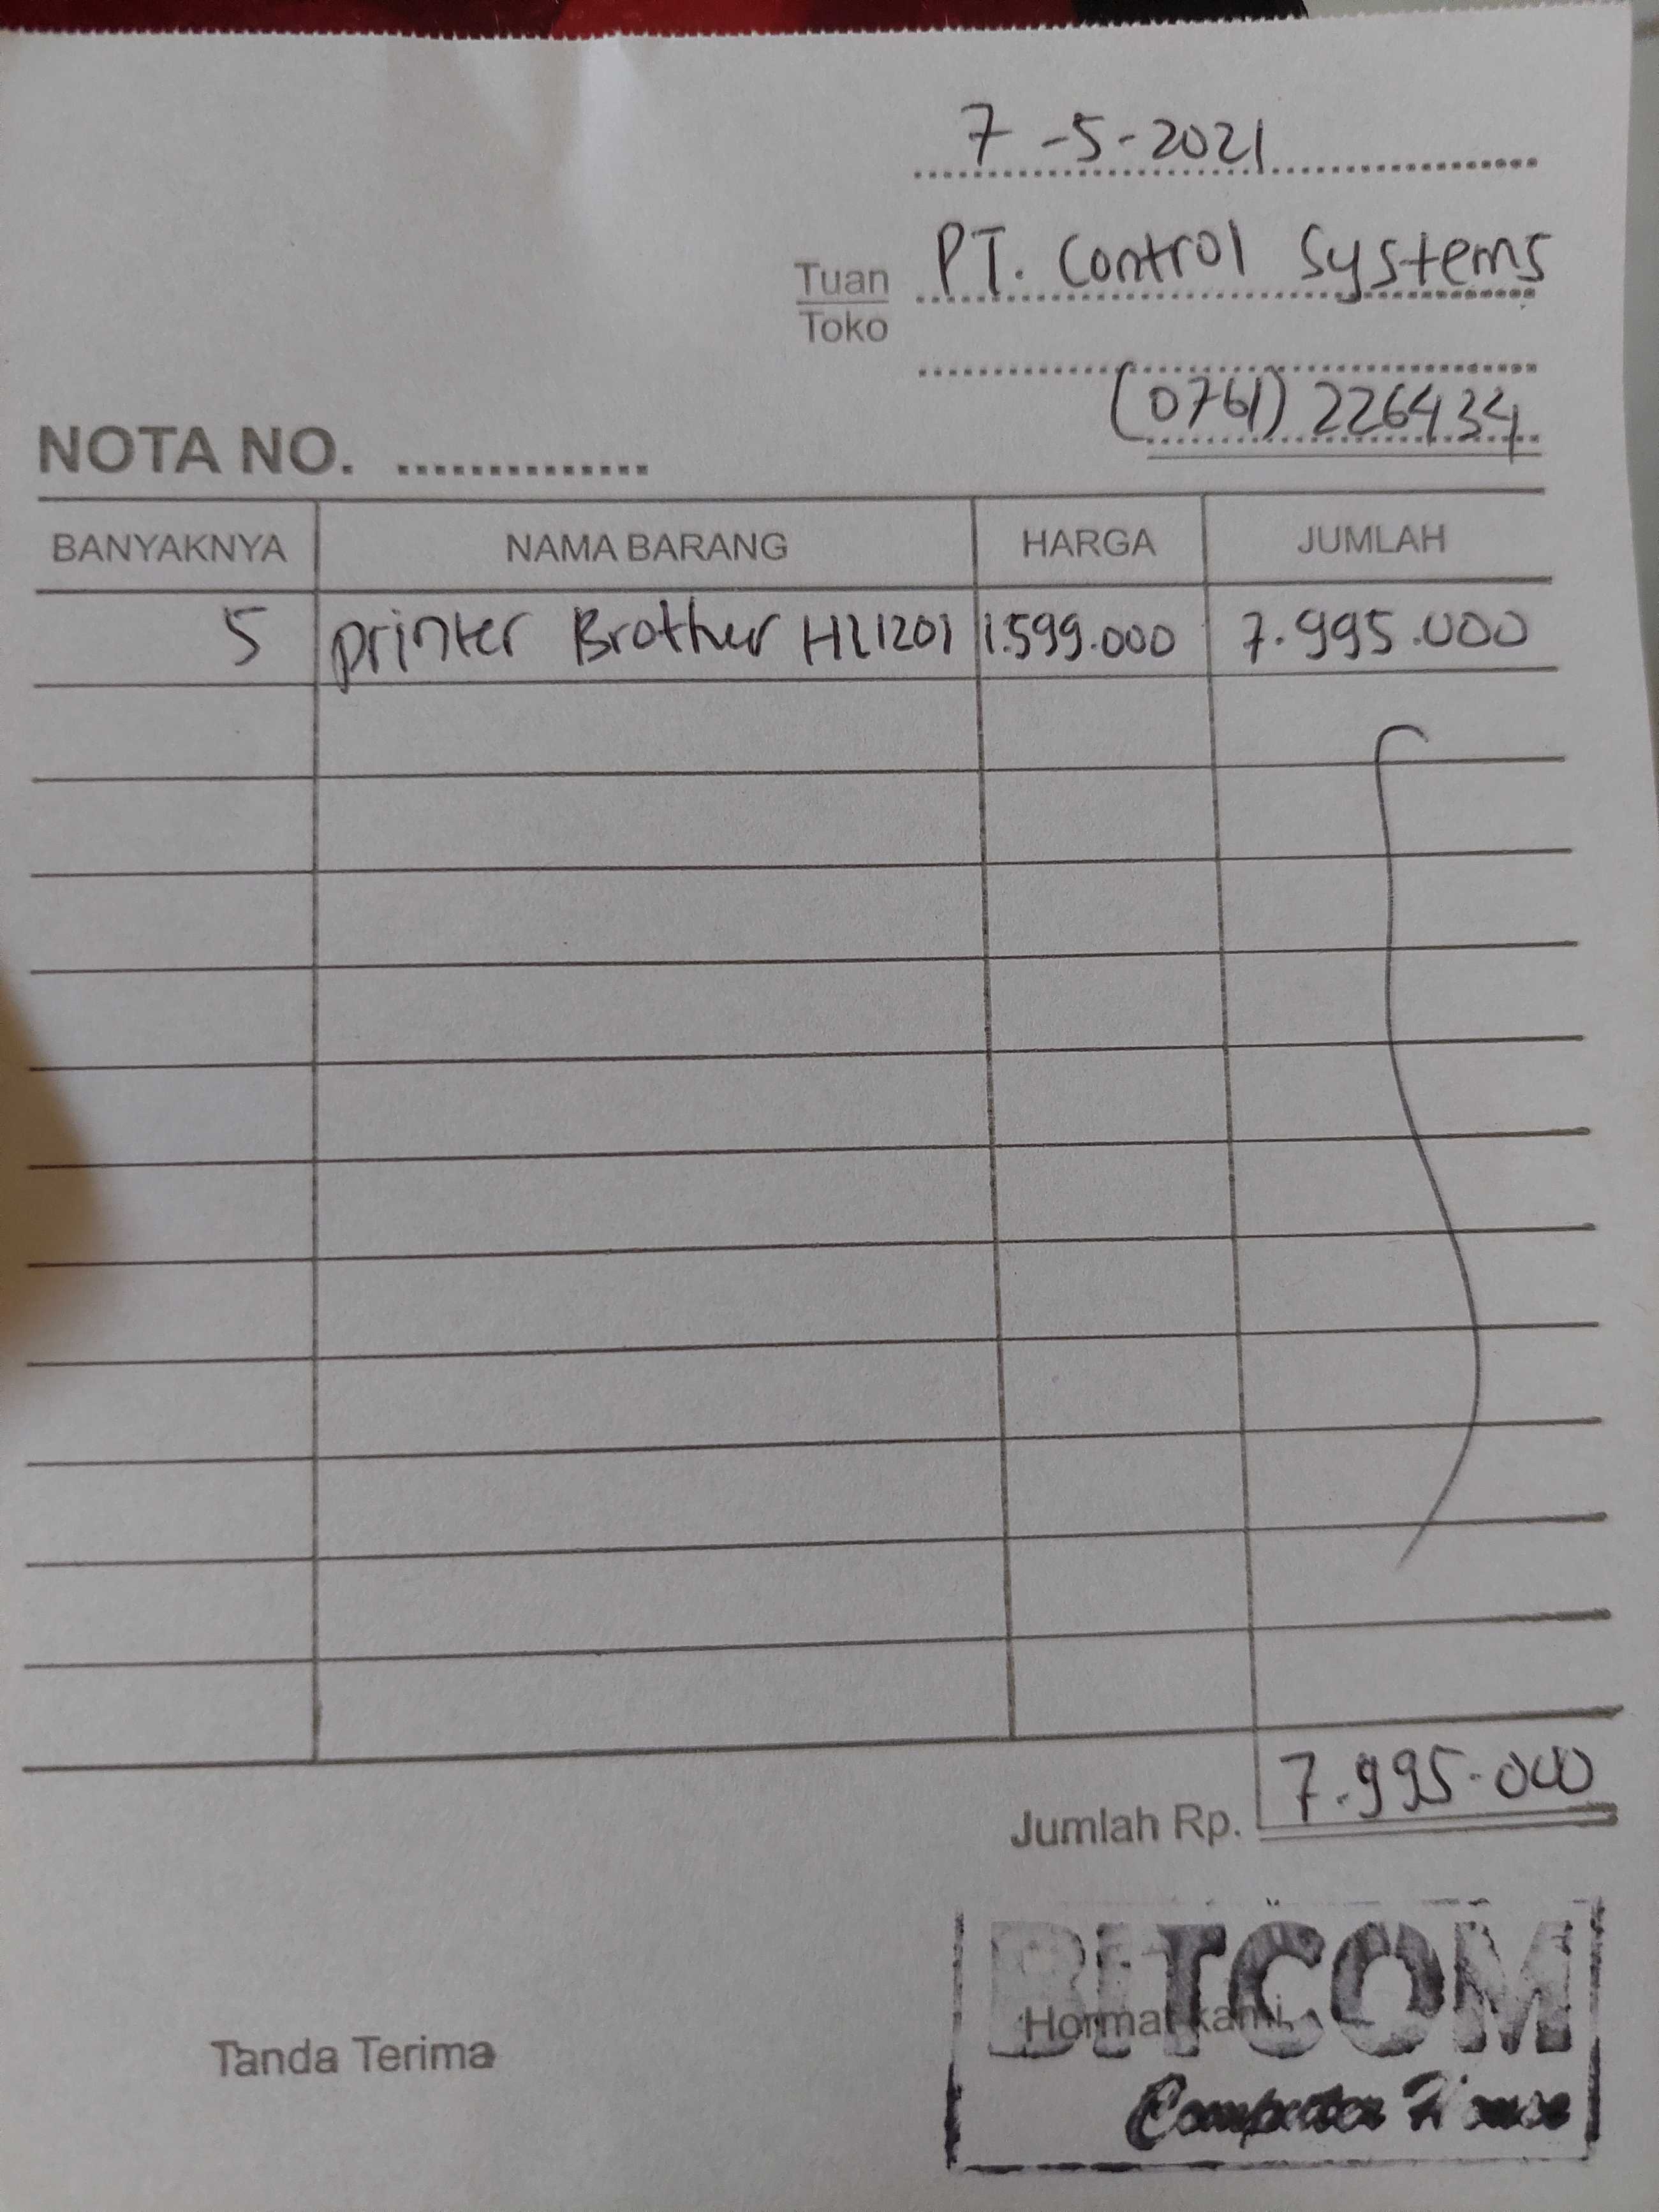 7 -5-2021
Tuan PT. Control Systems
Toko
(0761) 226434
NOTA NO. ..............
BANYAKNYA NAMA BARANG HARGA JUMLAH
5 printer Brother HL1201 1.599.000 7.995.000
Jumlah Rp. 7.995.000
BITCOM
Tanda Terima Hormat kami,
Computer House